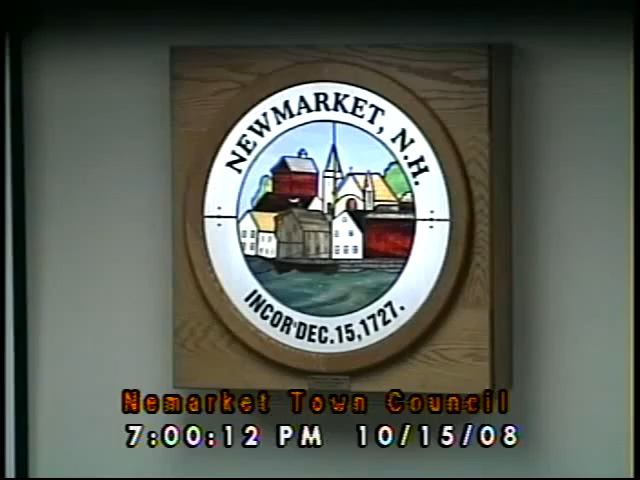 NEWMARKET, N.H.
INCOR'DEC.15,1727.
Nemarket Town Council
7:00:12 PM 10/15/08